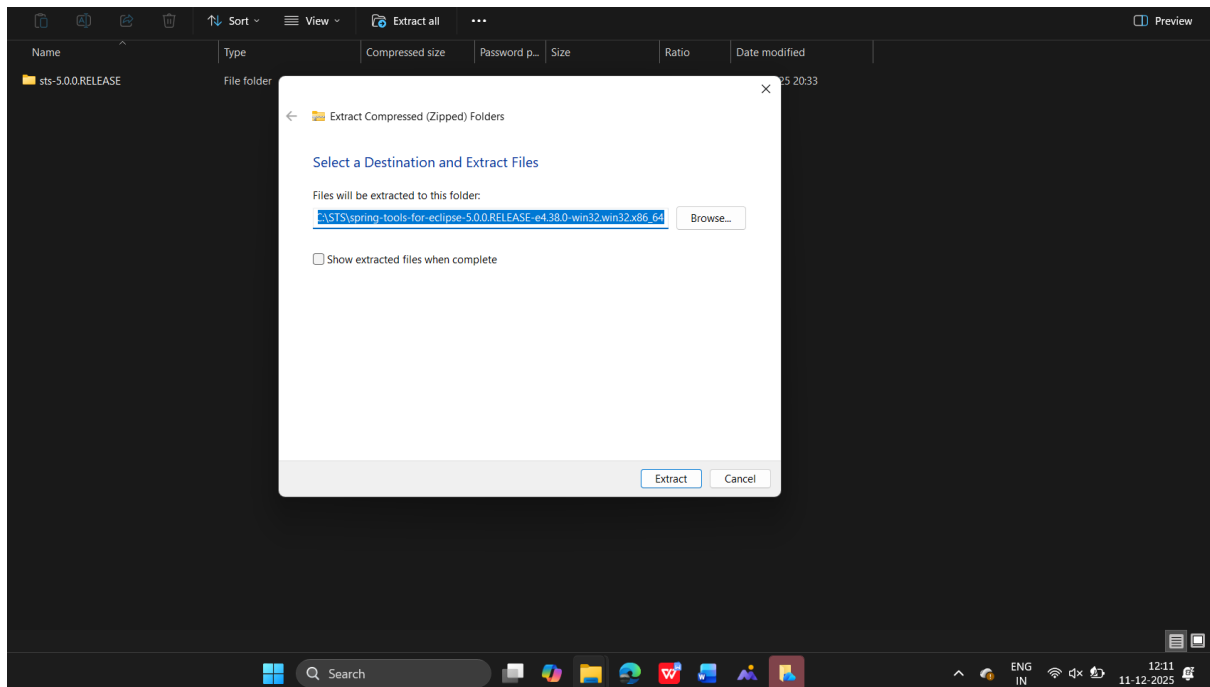 Sort View Extract all ••• Preview
Name Type Compressed size Password p... Size Ratio Date modified
sts-5.0.0.RELEASE File folder 25 20:33
Extract Compressed (Zipped) Folders
Select a Destination and Extract Files
Files will be extracted to this folder:
C:\STS\spring-tools-for-eclipse-5.0.0.RELEASE-e4.38.0-win32.win32.x86_64 Browse...
Show extracted files when complete
Extract Cancel
Search ENG 12:11
IN 11-12-2025